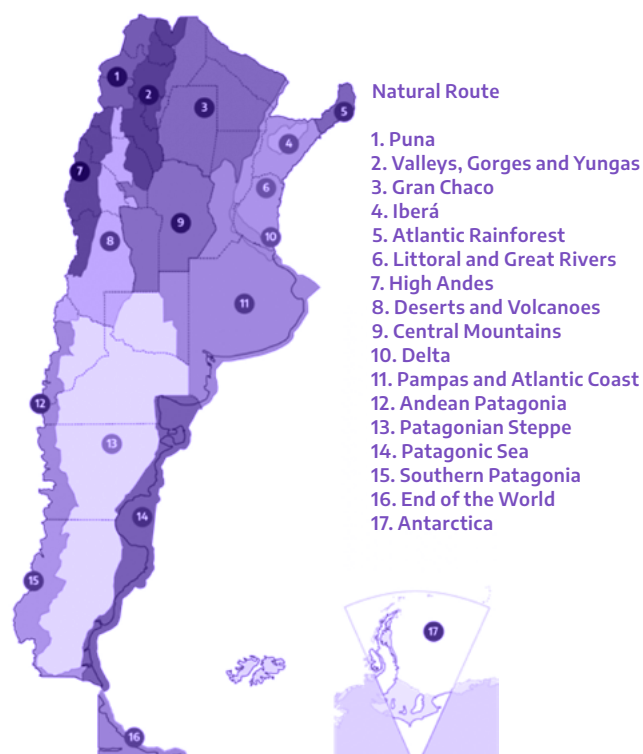 Natural Route
1. Puna
2. Valleys, Gorges and Yungas
3. Gran Chaco
4. Iberá
5. Atlantic Rainforest
6. Littoral and Great Rivers
7. High Andes
8. Deserts and Volcanoes
9. Central Mountains
10. Delta
11. Pampas and Atlantic Coast
12. Andean Patagonia
13. Patagonian Steppe
14. Patagonic Sea
15. Southern Patagonia
16. End of the World
17. Antarctica
1
2
3
5
4
7
6
9
10
8
11
12
13
14
15
17
16